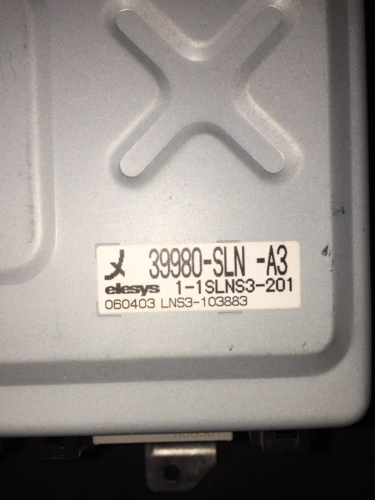 39980-SLN -A3
elesys 1-1SLNS3-201
060403 LNS3-103883